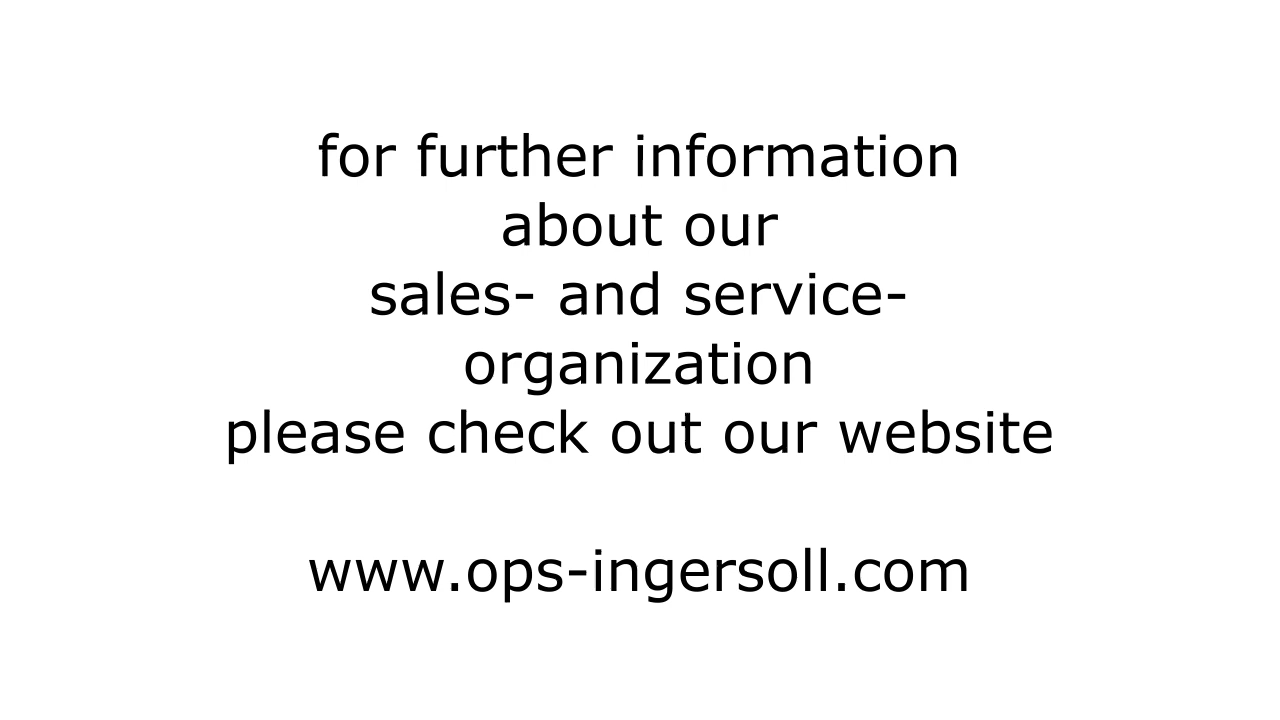 for further information
about our
sales- and service-
organization
please check out our website
www.ops-ingersoll.com